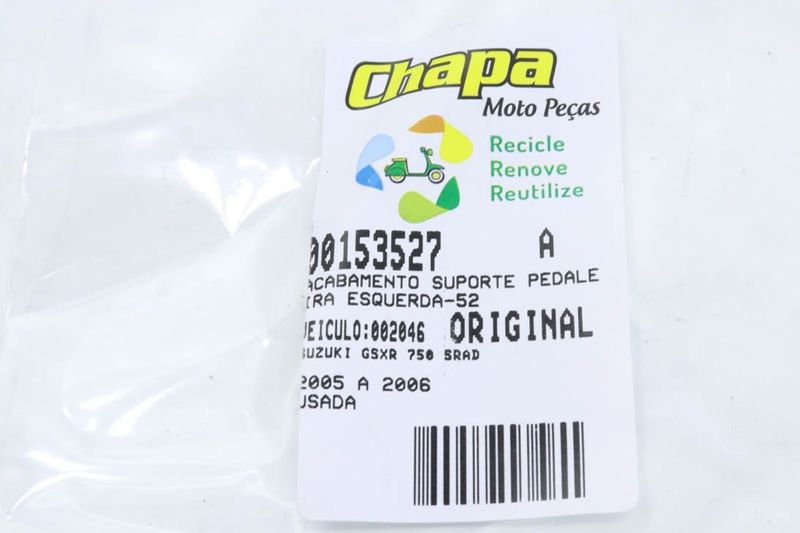 Chapa
Moto Peças
Recicle
Renove
Reutilize
00153527 A
ACABAMENTO SUPORTE PEDALE
IRA ESQUERDA-52
VEICULO:002046 ORIGINAL
SUZUKI GSXR 750 SRAD
2005 A 2006
USADA